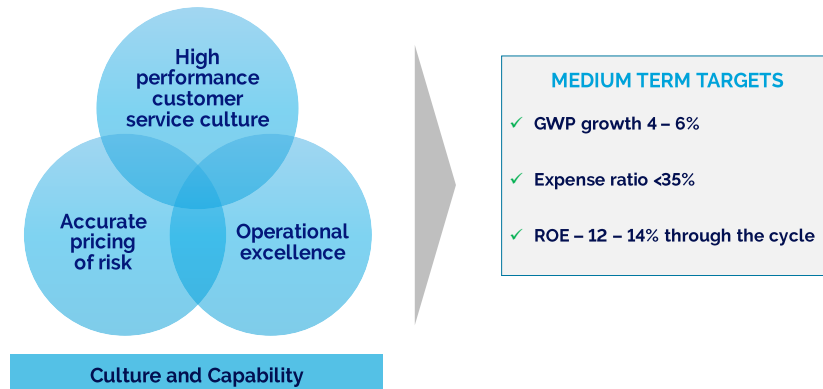 High
performance
customer
service culture
Accurate
pricing
of risk
Operational
excellence
Culture and Capability
MEDIUM TERM TARGETS
✓ GWP growth 4 – 6%
✓ Expense ratio <35%
✓ ROE – 12 – 14% through the cycle